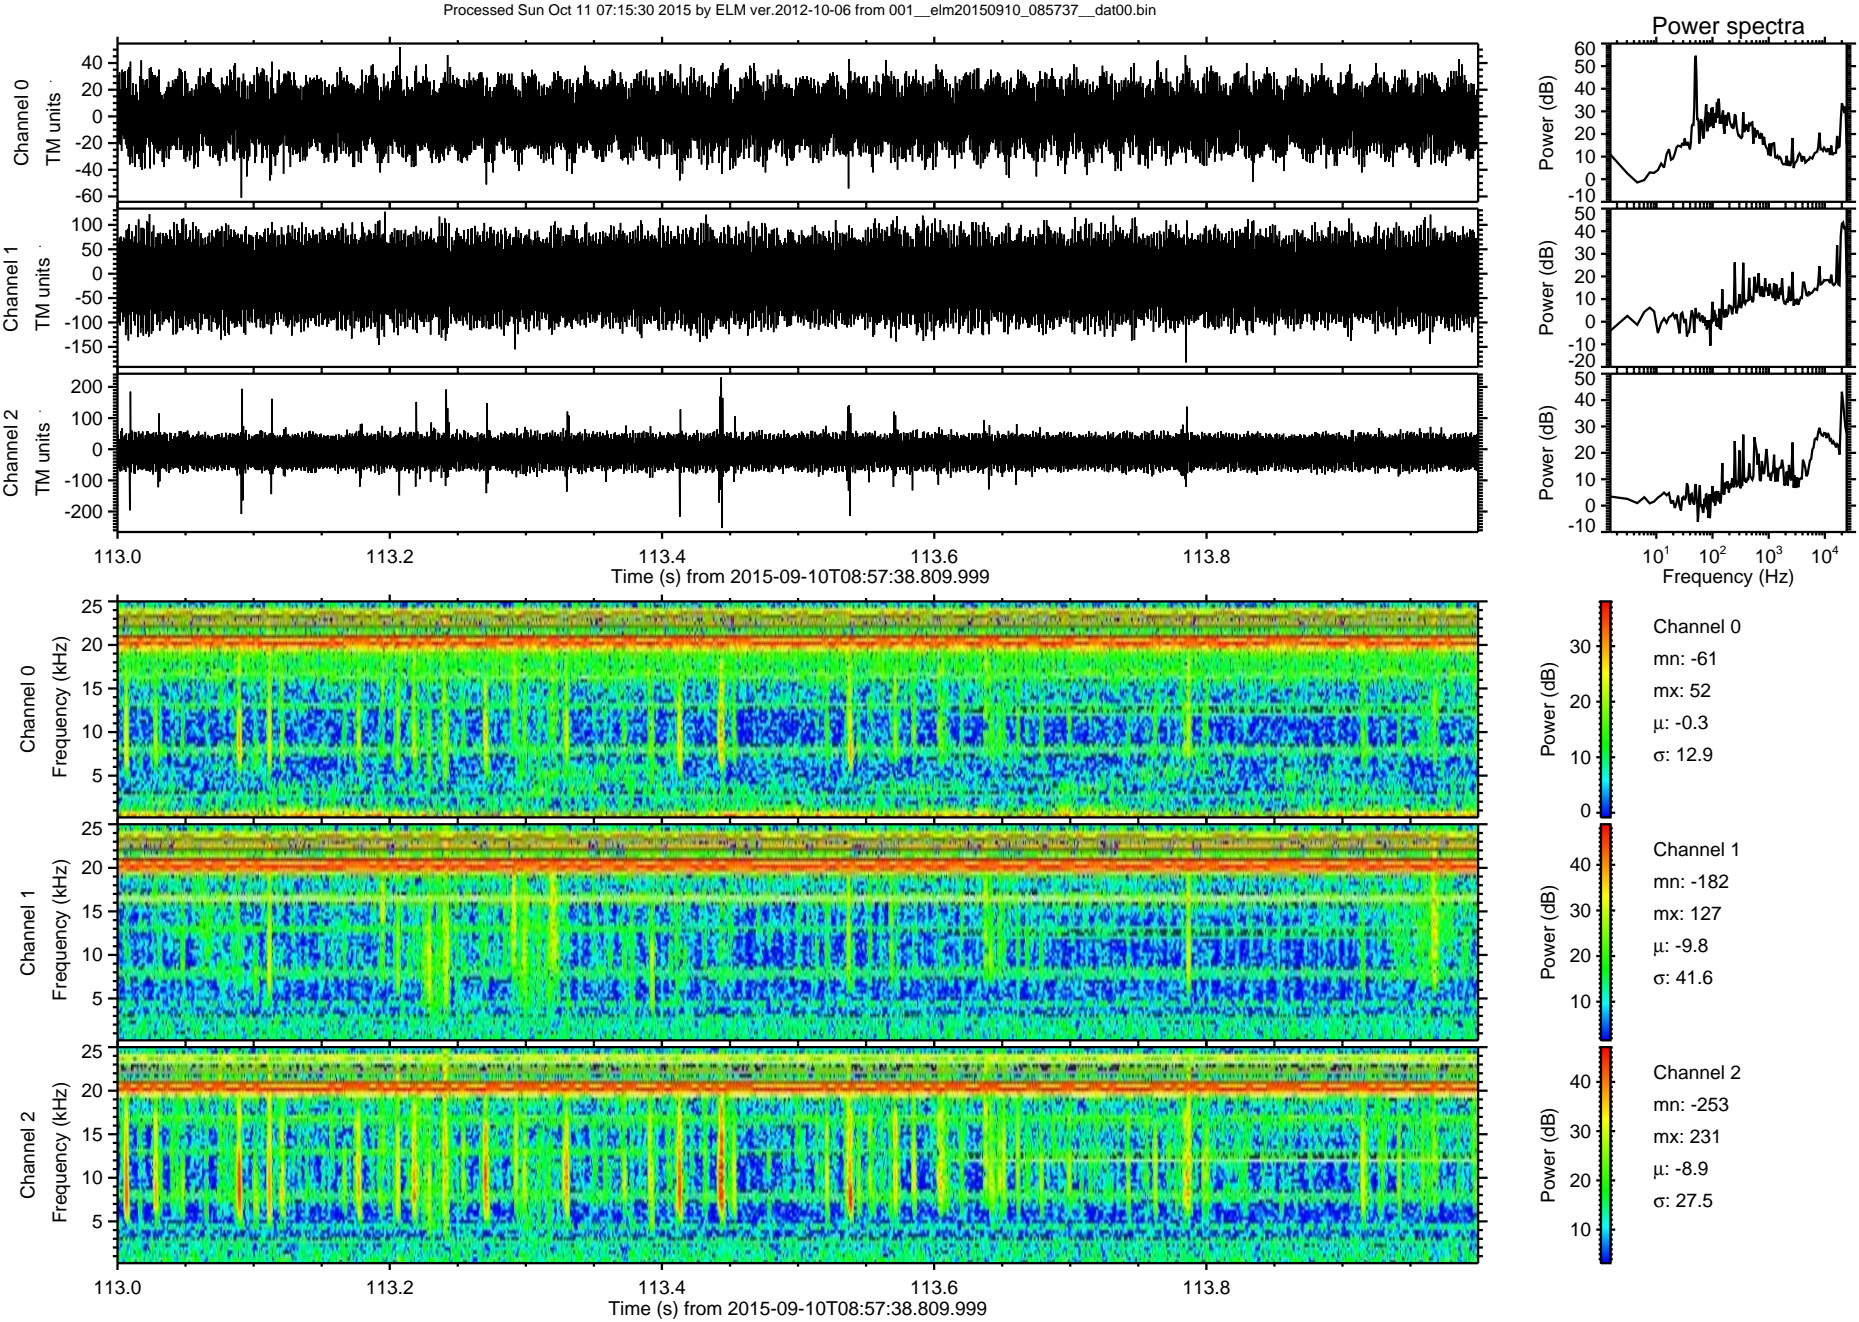 Processed Sun Oct 11 07:15:30 2015 by ELM ver.2012-10-06 from 001__elm20150910_085737__dat00.bin
Power spectra
Channel 0
TM units
40
20
0
-20
-40
-60
Power (dB)
60
50
40
30
20
10
0
-10
Channel 1
TM units
100
50
0
-50
-100
-150
Power (dB)
50
40
30
20
10
0
-10
-20
Channel 2
TM units
200
100
0
-100
-200
Power (dB)
50
40
30
20
10
0
-10
113.0 113.2 113.4 113.6 113.8
Time (s) from 2015-09-10T08:57:38.809.999
10^1 10^2 10^3 10^4
Frequency (Hz)
Channel 0
Frequency (kHz)
25
20
15
10
5
Power (dB)
30
20
10
0
Channel 0
mn: -61
mx: 52
μ: -0.3
σ: 12.9
Channel 1
Frequency (kHz)
25
20
15
10
5
Power (dB)
40
30
20
10
Channel 1
mn: -182
mx: 127
μ: -9.8
σ: 41.6
Channel 2
Frequency (kHz)
25
20
15
10
5
Power (dB)
40
30
20
10
Channel 2
mn: -253
mx: 231
μ: -8.9
σ: 27.5
113.0 113.2 113.4 113.6 113.8
Time (s) from 2015-09-10T08:57:38.809.999